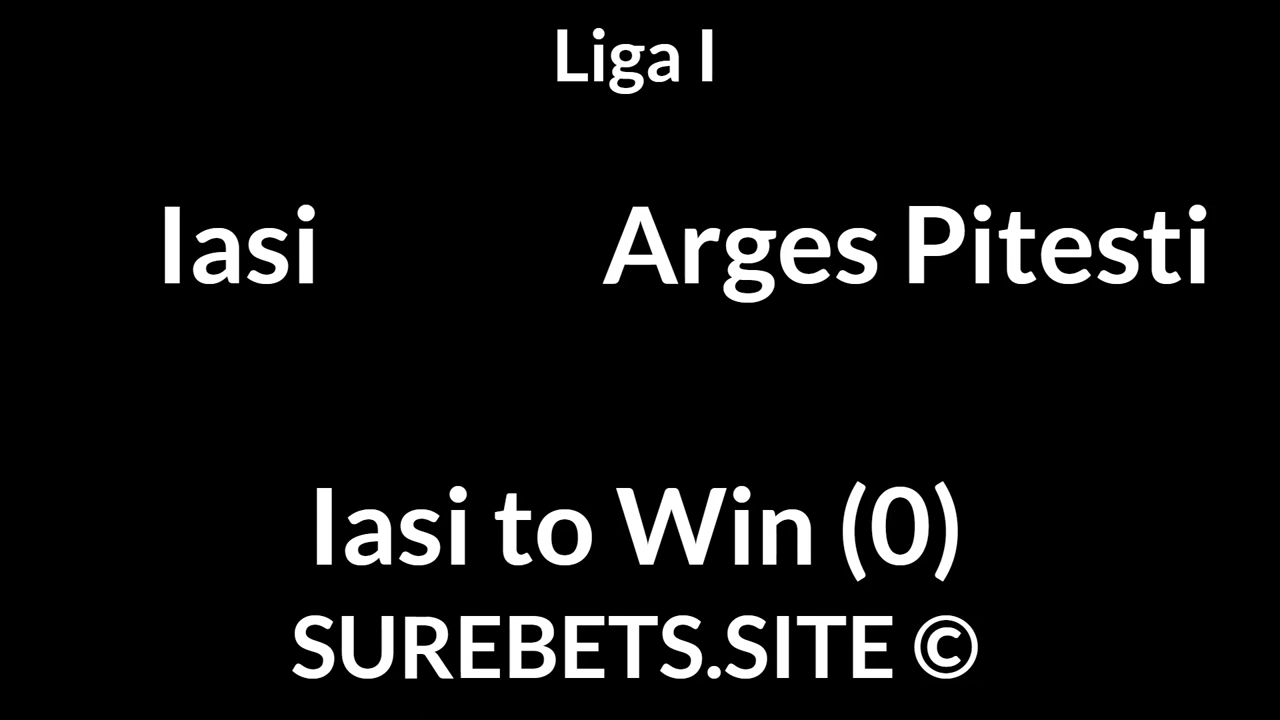 Liga I
Iasi Arges Pitesti
Iasi to Win (0)
SUREBETS.SITE ©